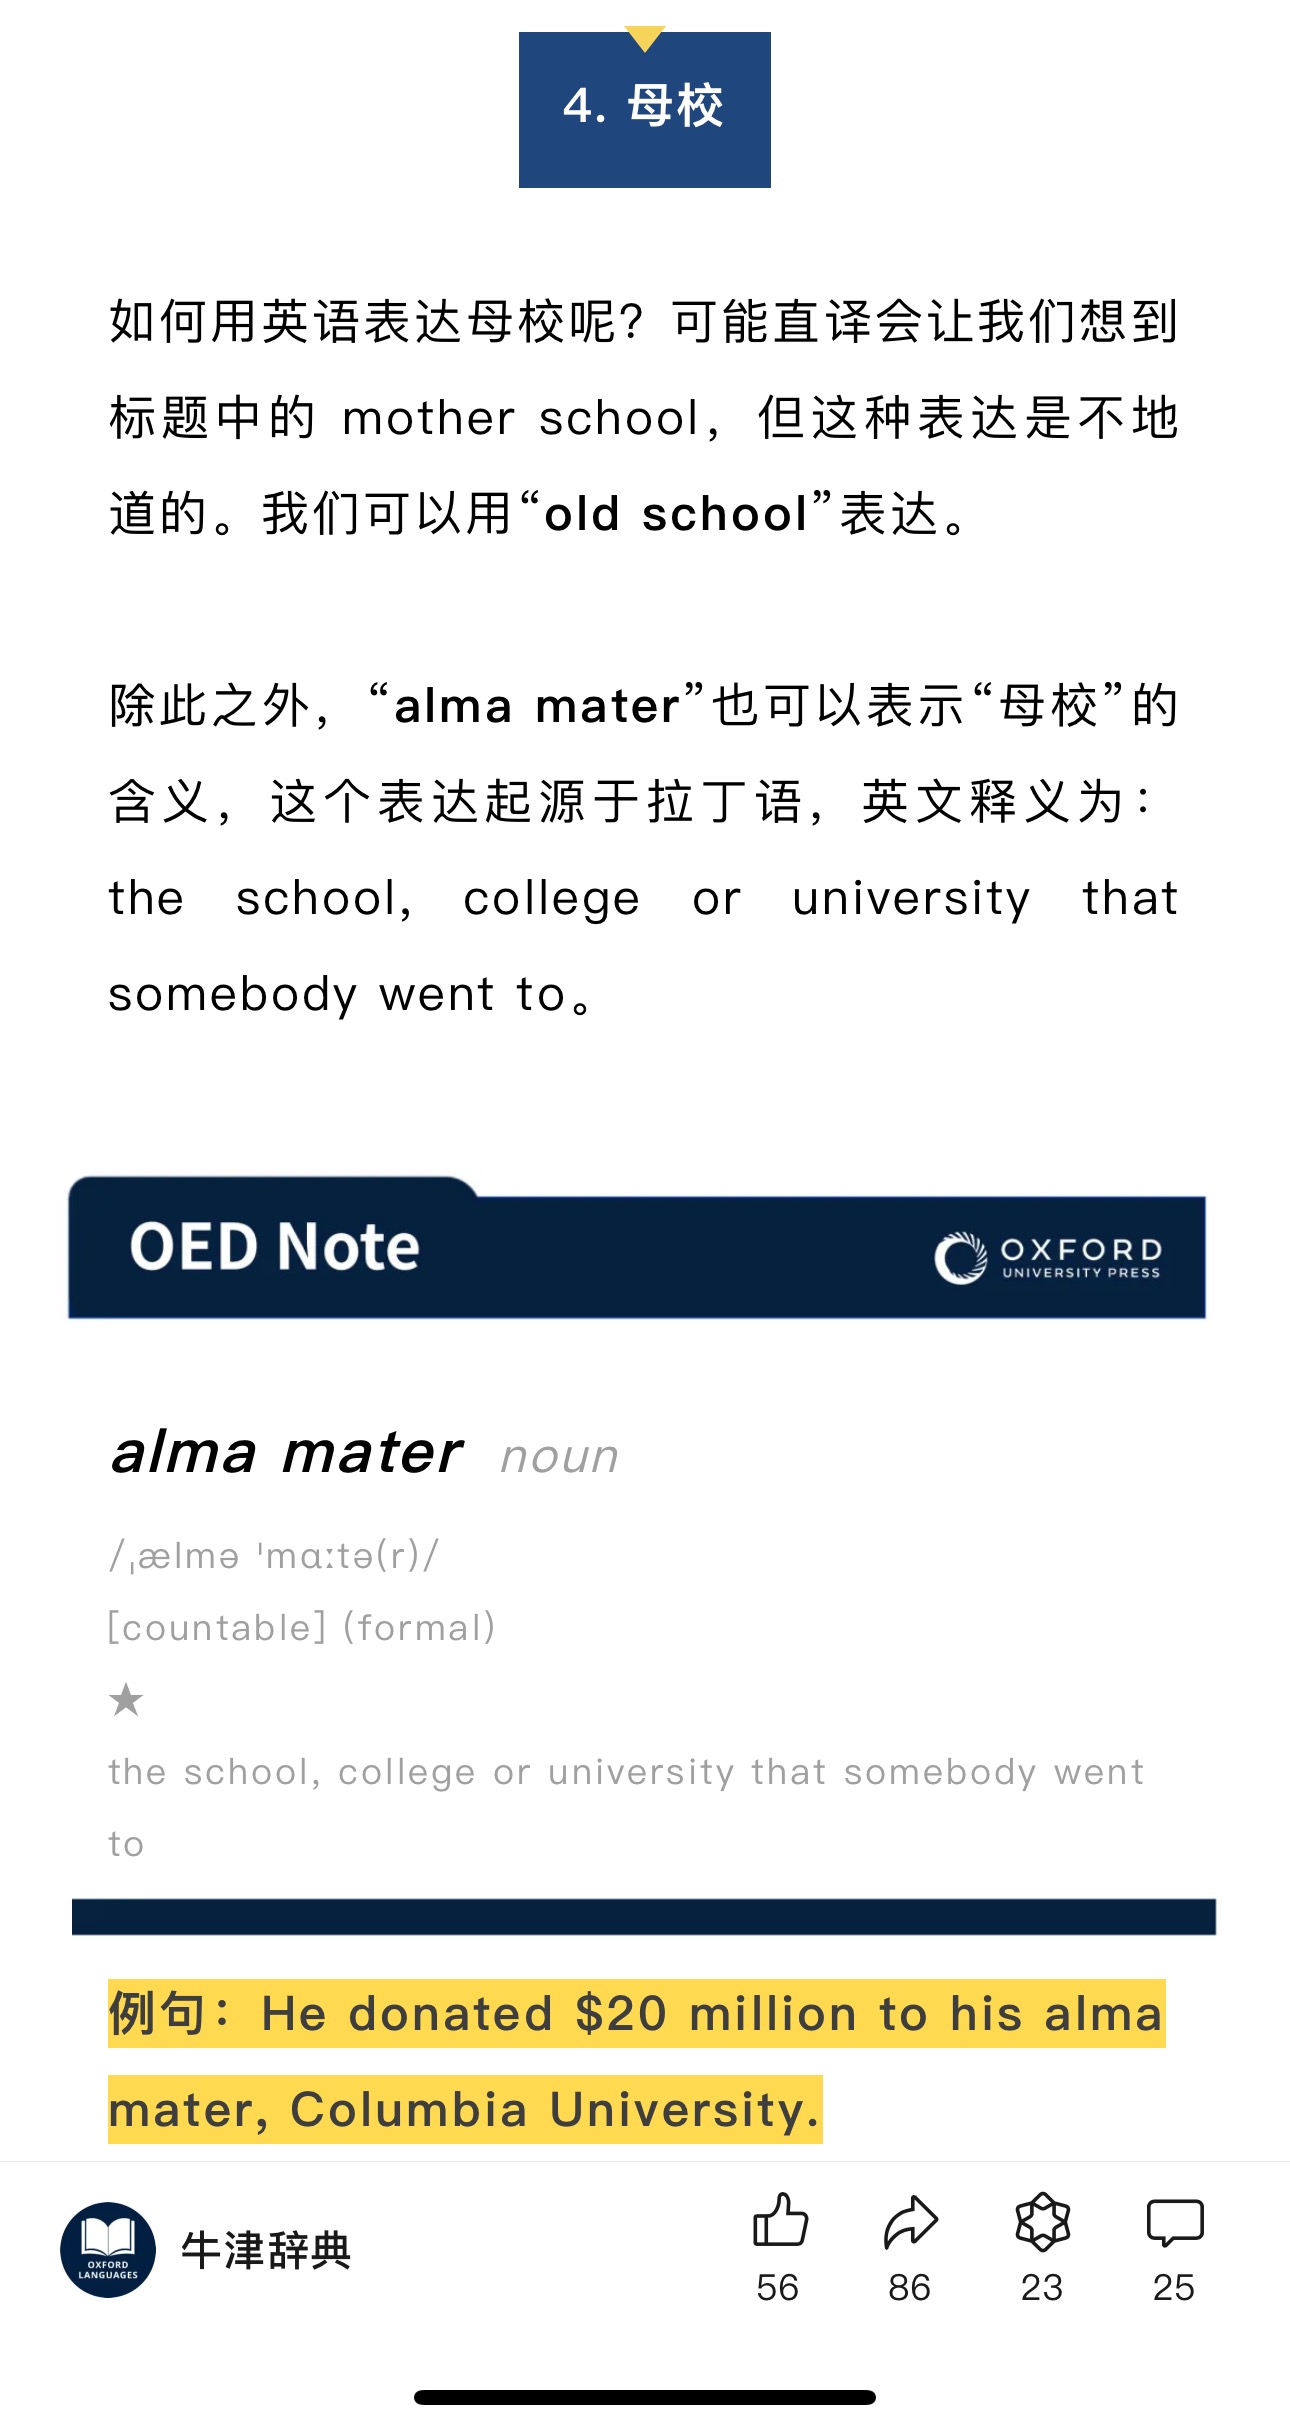 4. 母校
如何用英语表达母校呢？可能直译会让我们想到
标题中的 mother school，但这种表达是不地
道的。我们可以用“old school”表达。
除此之外，“alma mater”也可以表示“母校”的
含义，这个表达起源于拉丁语，英文释义为：
the school, college or university that
somebody went to。
OED Note
OXFORD
UNIVERSITY PRESS
alma mater noun
/ˌælmə ˈmɑːtə(r)/
[countable] (formal)
★
the school, college or university that somebody went
to
例句：He donated $20 million to his alma
mater, Columbia University.
OXFORD
LANGUAGES
牛津辞典
56 86 23 25